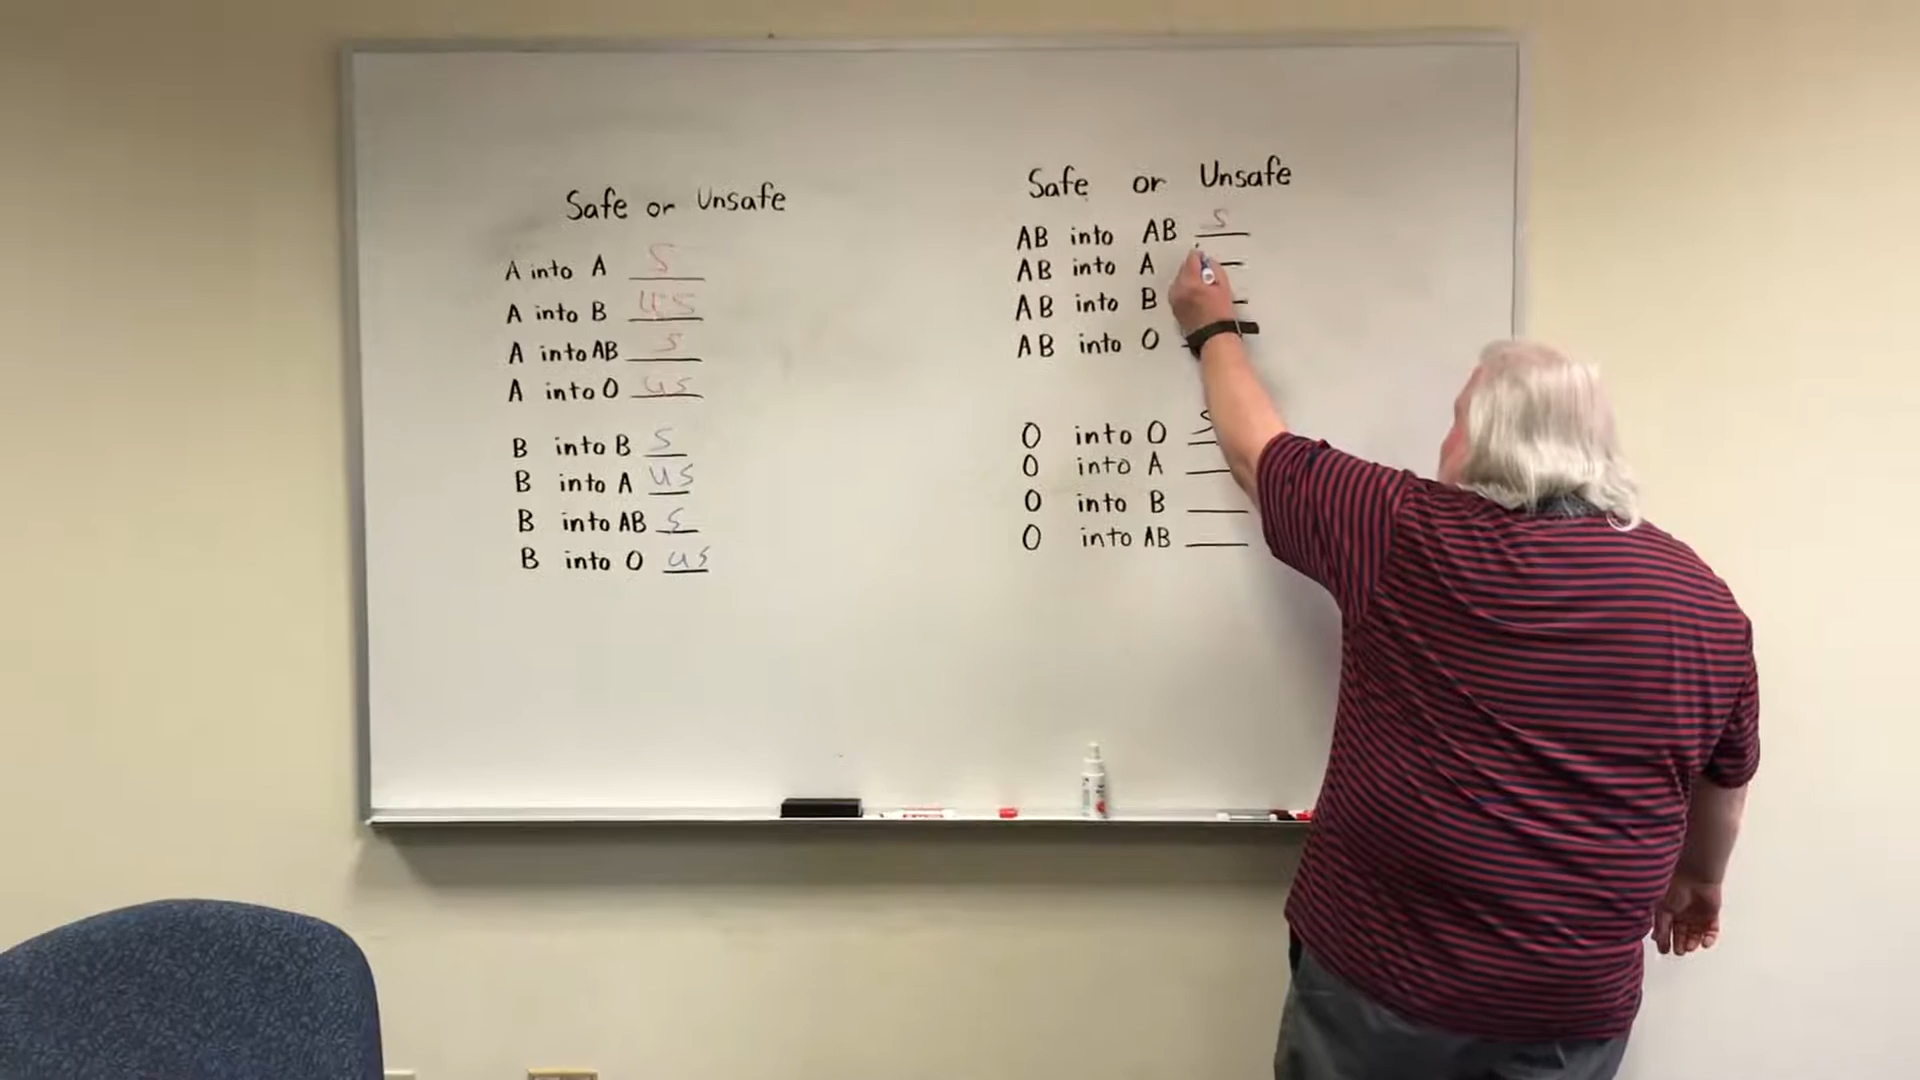 Safe or Unsafe
A into A S
A into B US
A into AB S
A into O US
B into B S
B into A US
B into AB S
B into O US
Safe or Unsafe
AB into AB S
AB into A
AB into B
AB into O
O into O S
O into A
O into B
O into AB